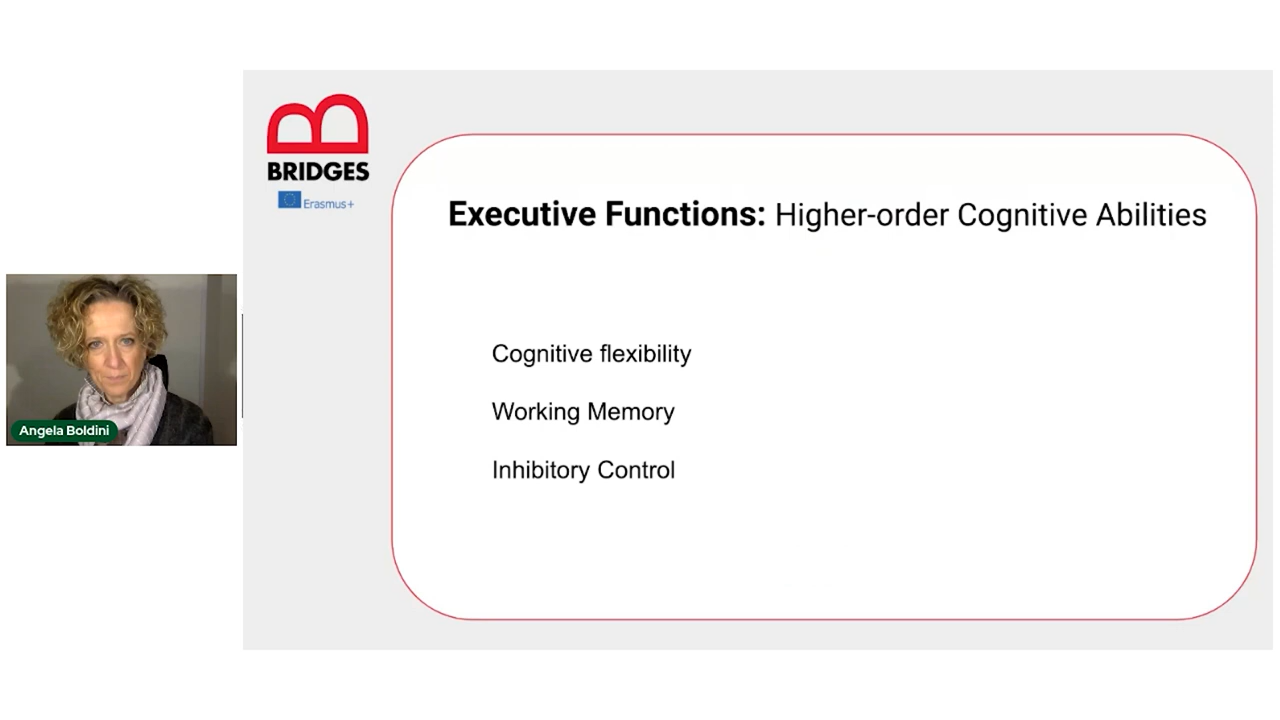 BRIDGES
Erasmus+
Executive Functions: Higher-order Cognitive Abilities
Cognitive flexibility
Working Memory
Inhibitory Control
Angela Boldini